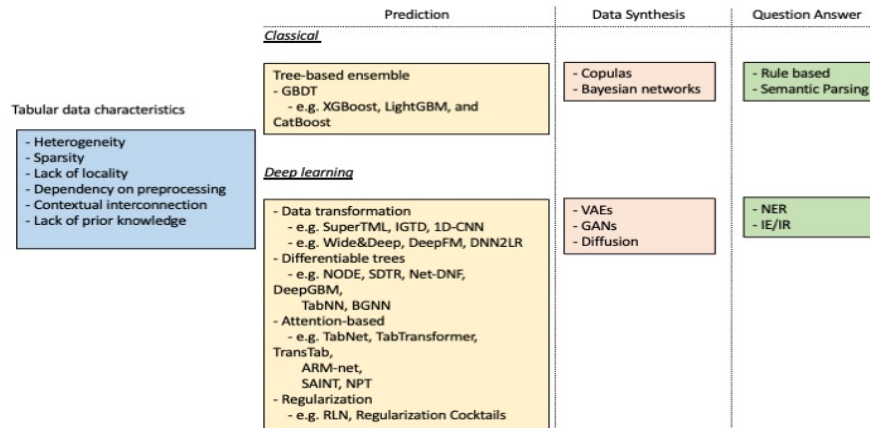 Prediction
Data Synthesis
Question Answer
Classical
Tree-based ensemble
- GBDT
- e.g. XGBoost, LightGBM, and
CatBoost
- Copulas
- Bayesian networks
- Rule based
- Semantic Parsing
Tabular data characteristics
- Heterogeneity
- Sparsity
- Lack of locality
- Dependency on preprocessing
- Contextual interconnection
- Lack of prior knowledge
Deep learning
- Data transformation
- e.g. SuperTML, IGTD, 1D-CNN
- e.g. Wide&Deep, DeepFM, DNN2LR
- Differentiable trees
- e.g. NODE, SDTR, Net-DNF,
DeepGBM,
TabNN, BGNN
- Attention-based
- e.g. TabNet, TabTransformer,
TransTab,
ARM-net,
SAINT, NPT
- Regularization
- e.g. RLN, Regularization Cocktails
- VAEs
- GANs
- Diffusion
- NER
- IE/IR